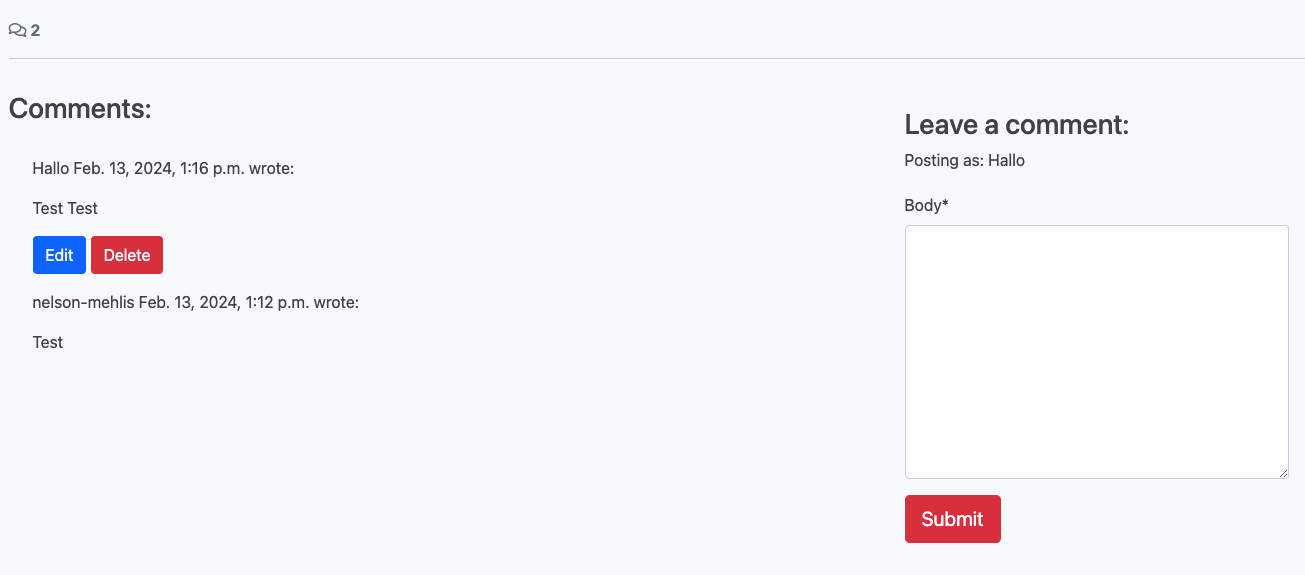 2
Comments:
Hallo Feb. 13, 2024, 1:16 p.m. wrote:
Test Test
Edit Delete
nelson-mehlis Feb. 13, 2024, 1:12 p.m. wrote:
Test
Leave a comment:
Posting as: Hallo
Body*
Submit